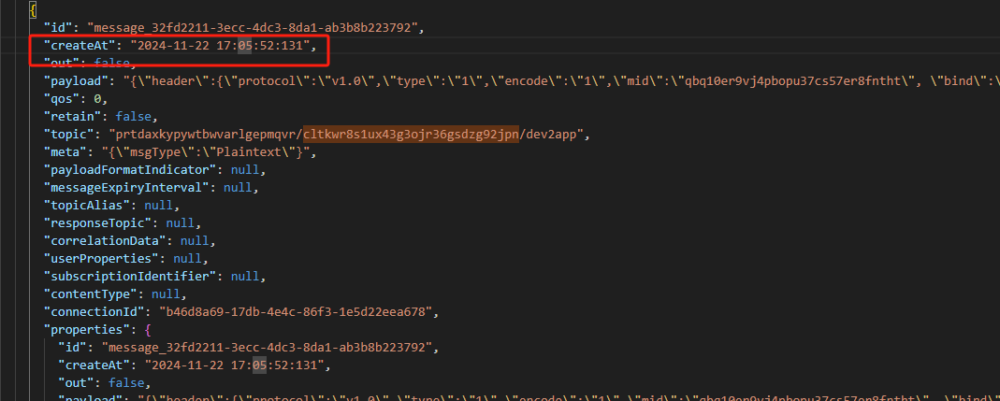 {
"id": "message_32fd2211-3ecc-4dc3-8da1-ab3b8b223792",
"createAt": "2024-11-22 17:05:52:131",
"out": false,
"payload": "{\"header\":{\"protocol\":\"v1.0\",\"type\":\"1\",\"encode\":\"1\",\"mid\":\"qbq10er9vj4pbopu37cs57er8fntht\", \"bind\":\
"qos": 0,
"retain": false,
"topic": "prtdaxkypywtbwvarlgepmqvr/cltkwr8s1ux43g3ojr36gsdzg92jpn/dev2app",
"meta": "{\"msgType\":\"Plaintext\"}",
"payloadFormatIndicator": null,
"messageExpiryInterval": null,
"topicAlias": null,
"responseTopic": null,
"correlationData": null,
"userProperties": null,
"subscriptionIdentifier": null,
"contentType": null,
"connectionId": "b46d8a69-17db-4e4c-86f3-1e5d22eea678",
"properties": {
"id": "message_32fd2211-3ecc-4dc3-8da1-ab3b8b223792",
"createAt": "2024-11-22 17:05:52:131",
"out": false,
"payload": "{\"header\":{\"protocol\":\"v1.0\",\"type\":\"1\",\"encode\":\"1\",\"mid\":\"qbq10er9vj4pbopu37cs57er8fntht\", \"bind\